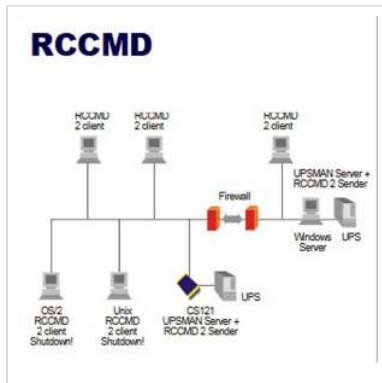 RCCMD
RCCMD
2 client
RCCMD
2 client
RCCMD
2 client
UPSMAN Server +
RCCMD 2 Sender
Firewall
Windows
Server
UPS
OS/2
RCCMD
2 client
Shutdown!
Unix
RCCMD
2 client
Shutdown!
CS121
UPSMAN Server +
RCCMD 2 Sender
UPS